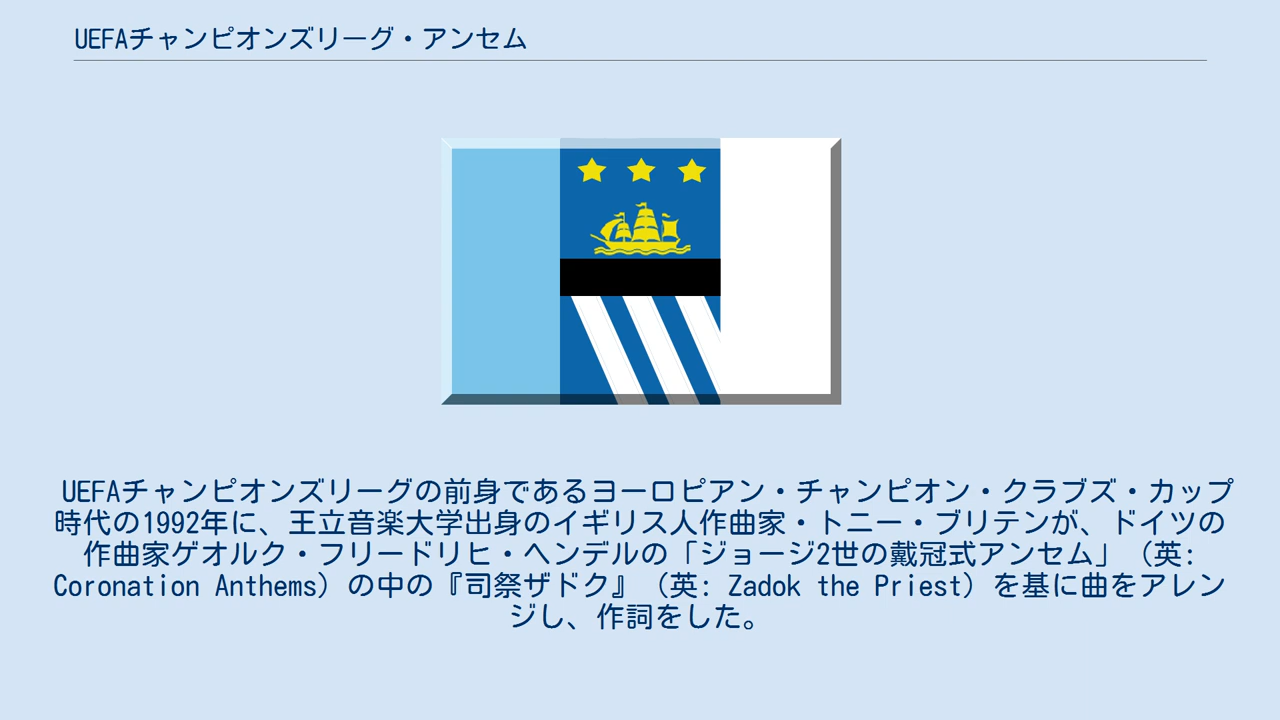 UEFAチャンピオンズリーグ・アンセム
UEFAチャンピオンズリーグの前身であるヨーロピアン・チャンピオン・クラブズ・カップ
時代の1992年に、王立音楽大学出身のイギリス人作曲家・トニー・ブリテンが、ドイツの
作曲家ゲオルク・フリードリヒ・ヘンデルの「ジョージ2世の戴冠式アンセム」（英:
Coronation Anthems）の中の『司祭ザドク』（英: Zadok the Priest）を基に曲をアレン
ジし、作詞をした。